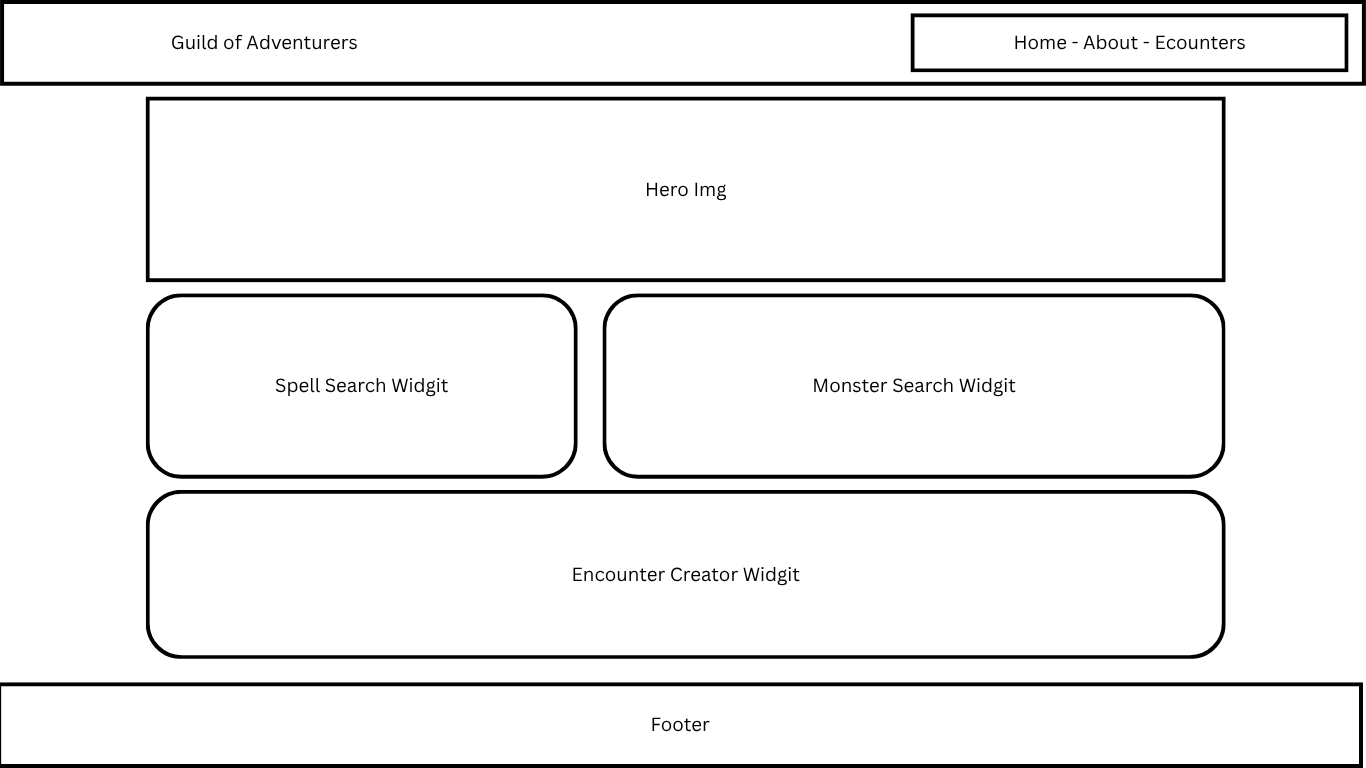 Guild of Adventurers
Home - About - Ecounters
Hero Img
Spell Search Widgit
Monster Search Widgit
Encounter Creator Widgit
Footer